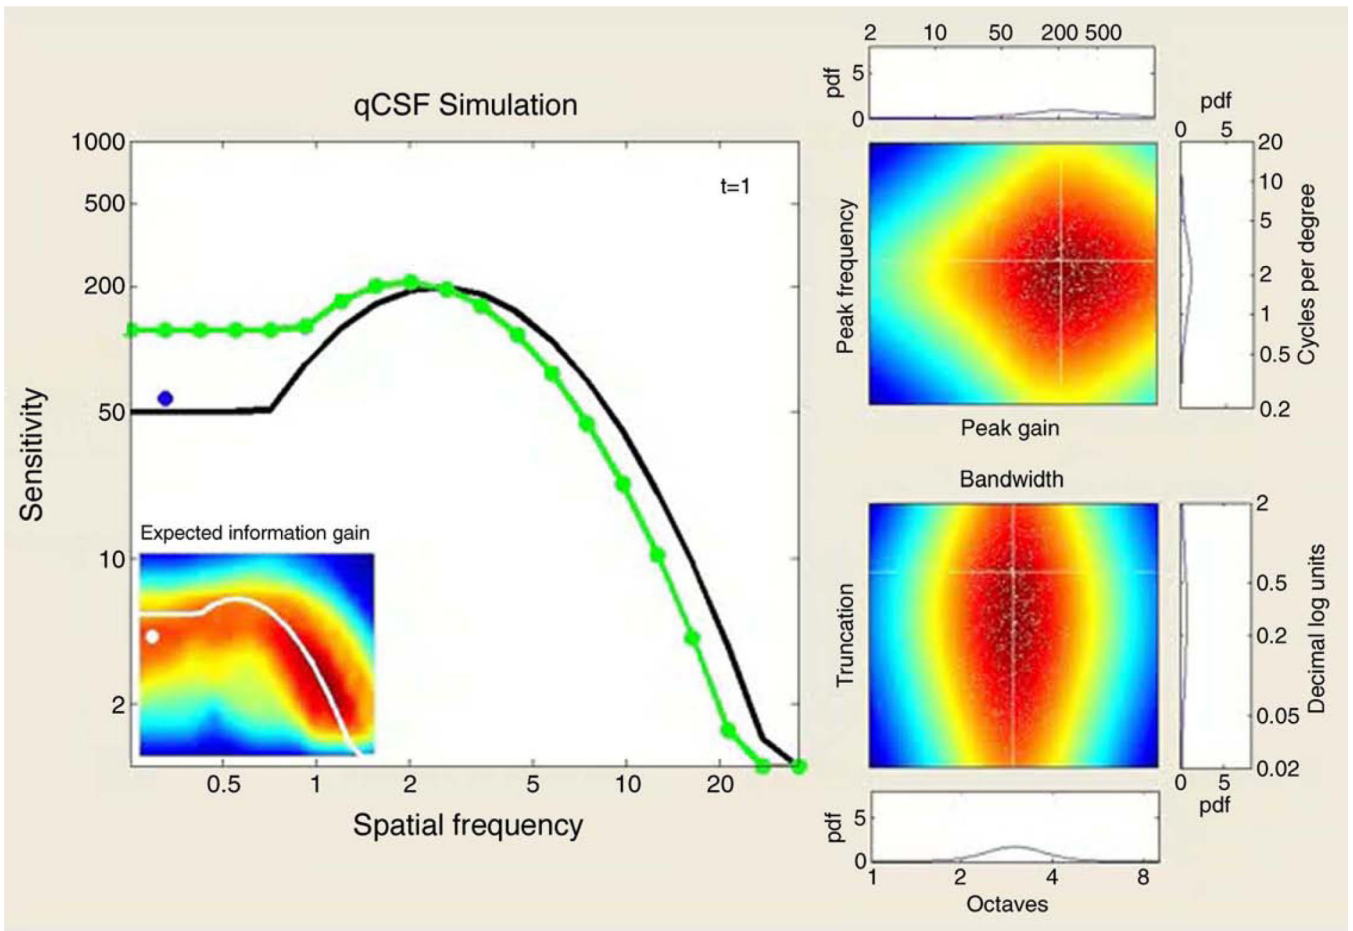 qCSF Simulation
1000
500
200
50
10
2
Sensitivity
t=1
Expected information gain
0.5 1 2 5 10 20
Spatial frequency
2 10 50 200 500
pdf
5
0
pdf
0 5
Peak frequency
20
10
5
2
1
0.5
0.2
Cycles per degree
Peak gain
Bandwidth
Truncation
2
0.5
0.2
0.05
0.02
Decimal log units
0 5
pdf
pdf
5
0
1 2 4 8
Octaves